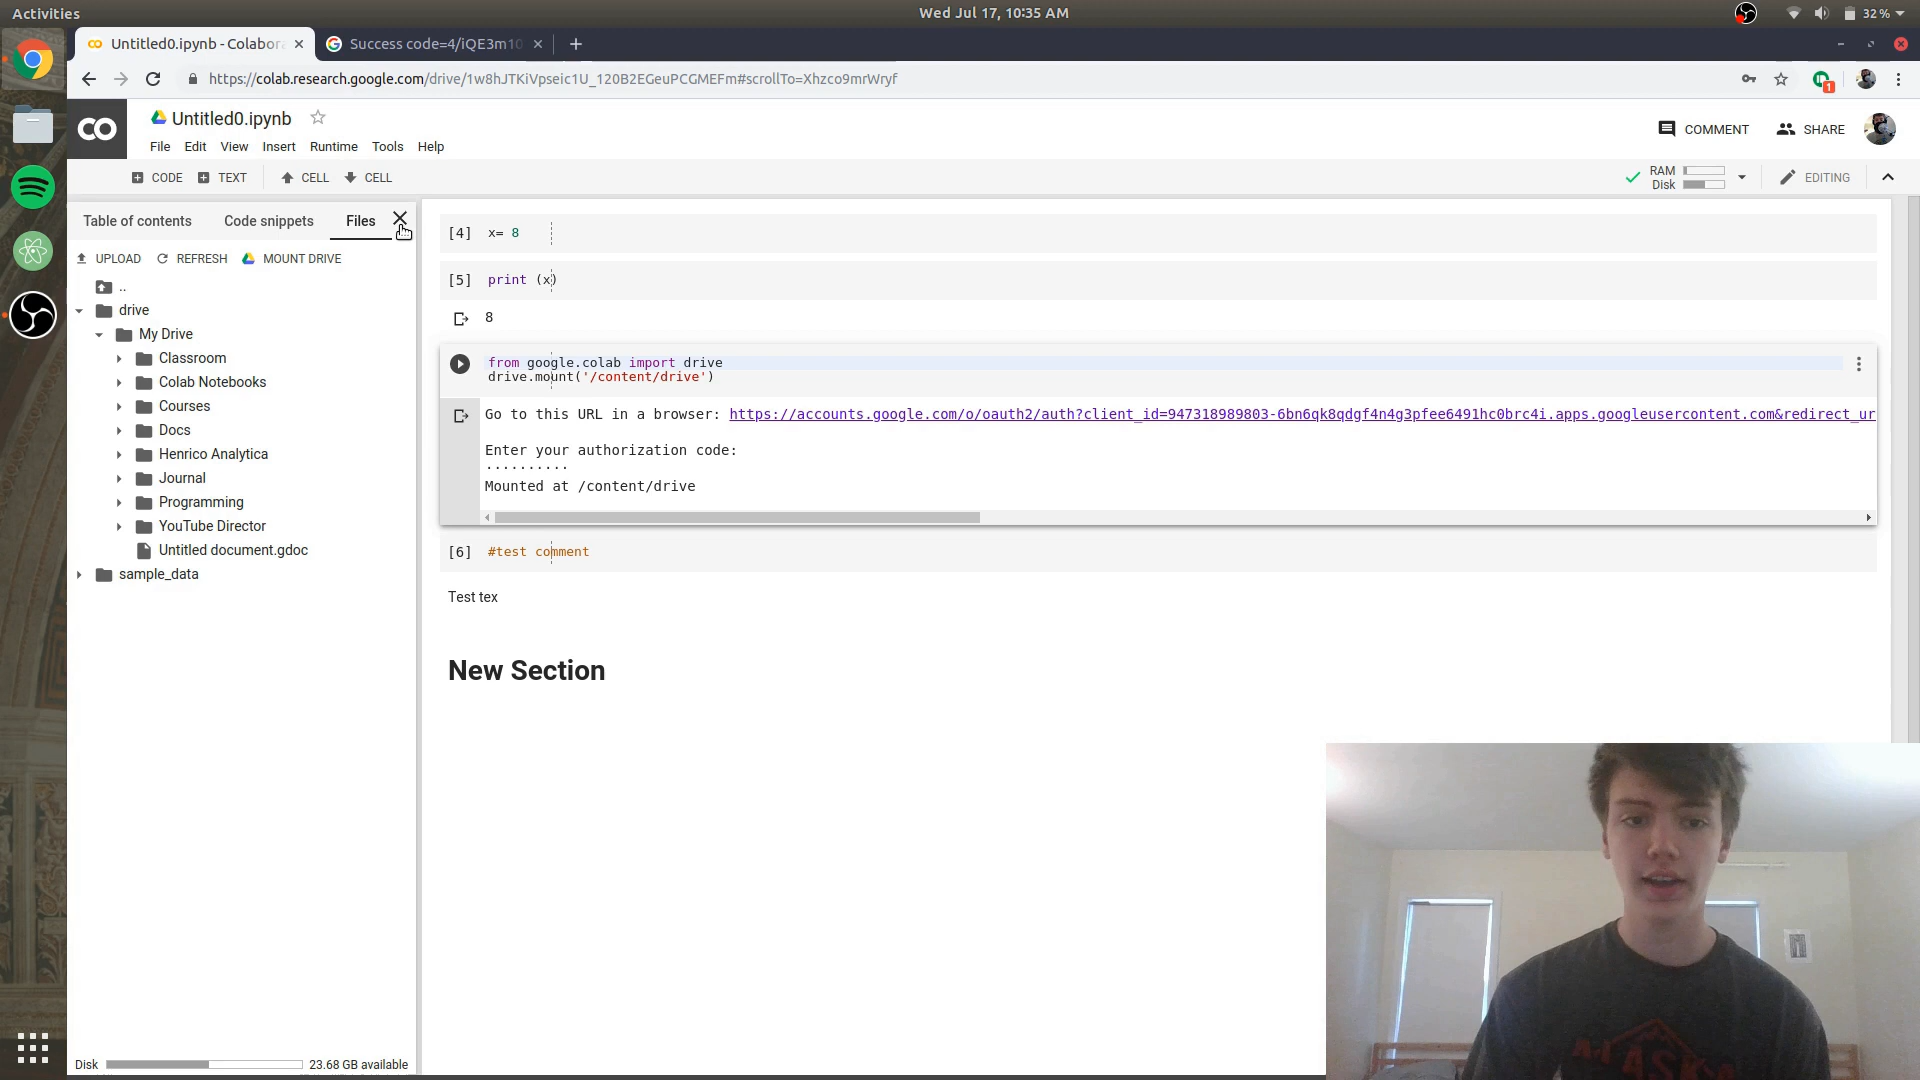 Activities
Wed Jul 17, 10:35 AM
32%
Untitled0.ipynb - Colabor
Success code=4/iQE3m10
https://colab.research.google.com/drive/1w8hJTKiVpseic1U_120B2EGeuPCGMEFm#scrollTo=Xhzco9mrWryf
1
CO
Untitled0.ipynb
COMMENT
SHARE
File Edit View Insert Runtime Tools Help
CODE TEXT CELL CELL
RAM
Disk
EDITING
Table of contents Code snippets Files
UPLOAD REFRESH MOUNT DRIVE
..
drive
My Drive
Classroom
Colab Notebooks
Courses
Docs
Henrico Analytica
Journal
Programming
YouTube Director
Untitled document.gdoc
sample_data
Disk 23.68 GB available
[4] x= 8
[5] print (x)
8
from google.colab import drive
drive.mount('/content/drive')
Go to this URL in a browser: https://accounts.google.com/o/oauth2/auth?client_id=947318989803-6bn6qk8qdgf4n4g3pfee6491hc0brc4i.apps.googleusercontent.com&redirect_ur
Enter your authorization code:
··········
Mounted at /content/drive
[6] #test comment
Test tex
New Section